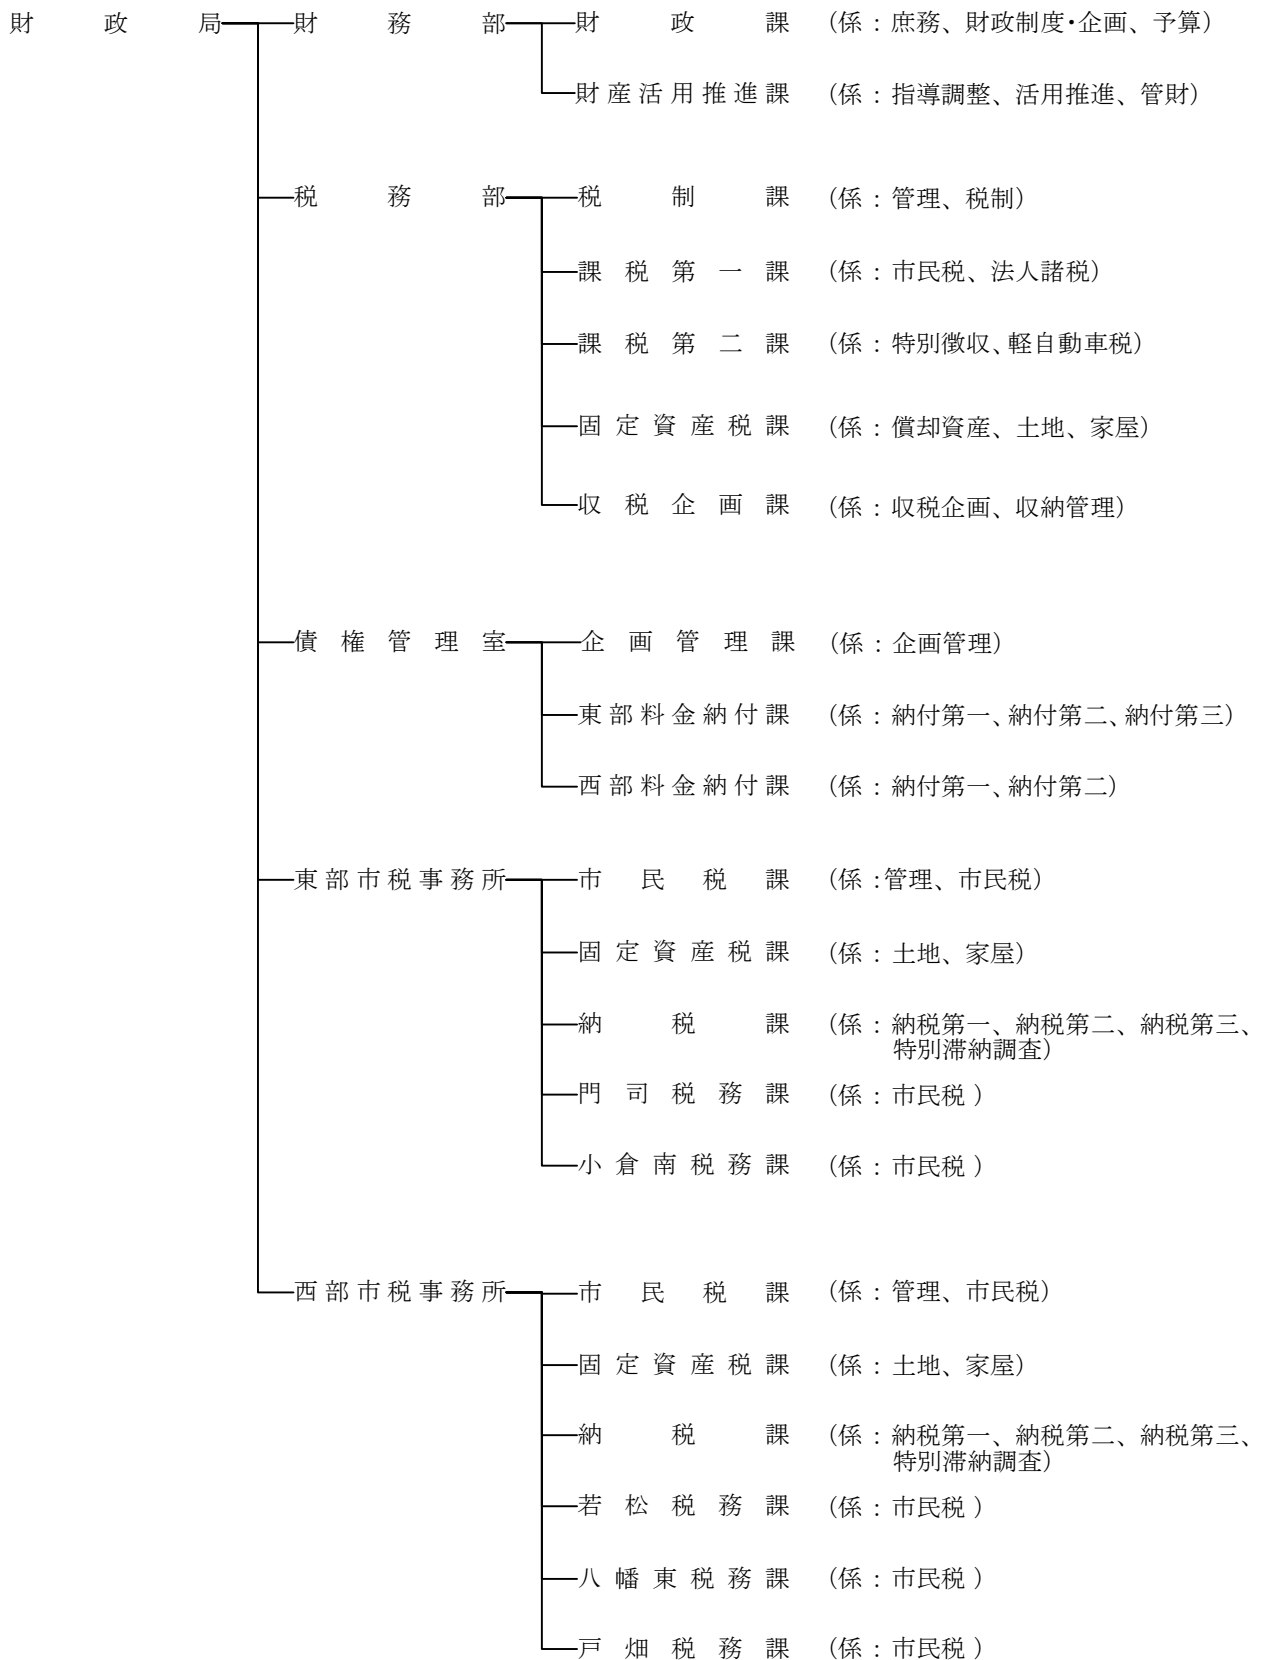 財政局 財務部 財政課 (係：庶務、財政制度・企画、予算)
財産活用推進課 (係：指導調整、活用推進、管財)
税務部 税制課 (係：管理、税制)
課税第一課 (係：市民税、法人諸税)
課税第二課 (係：特別徴収、軽自動車税)
固定資産税課 (係：償却資産、土地、家屋)
収税企画課 (係：収税企画、収納管理)
債権管理室 企画管理課 (係：企画管理)
東部料金納付課 (係：納付第一、納付第二、納付第三)
西部料金納付課 (係：納付第一、納付第二)
東部市税事務所 市民税課 (係：管理、市民税)
固定資産税課 (係：土地、家屋)
納税課 (係：納税第一、納税第二、納税第三、
特別滞納調査)
門司税務課 (係：市民税)
小倉南税務課 (係：市民税)
西部市税事務所 市民税課 (係：管理、市民税)
固定資産税課 (係：土地、家屋)
納税課 (係：納税第一、納税第二、納税第三、
特別滞納調査)
若松税務課 (係：市民税)
八幡東税務課 (係：市民税)
戸畑税務課 (係：市民税)